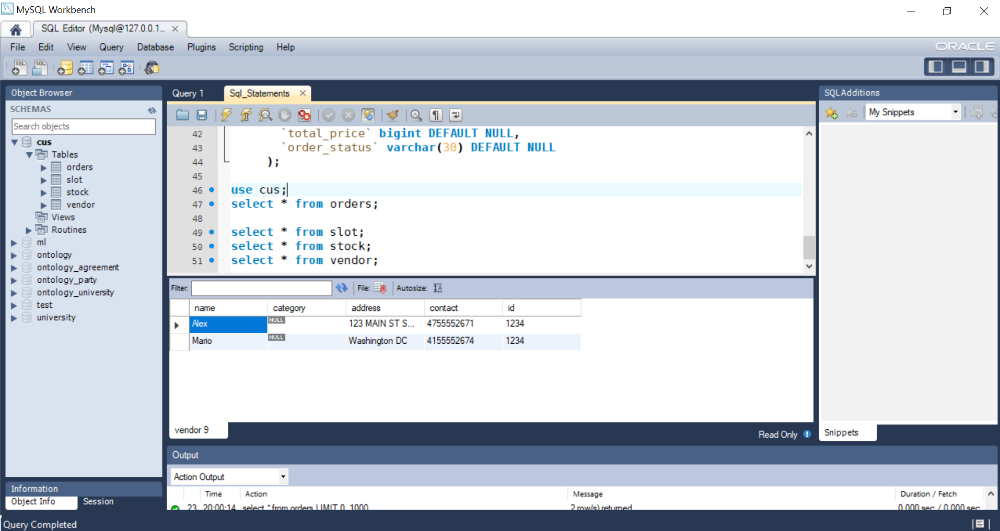 MySQL Workbench
SQL Editor (Mysql@127.0.0.1...
File Edit View Query Database Plugins Scripting Help
ORACLE
SQL SQL
Object Browser
SCHEMAS
Search objects
cus
Tables
orders
slot
stock
vendor
Views
Routines
ml
ontology
ontology_agreement
ontology_party
ontology_university
test
university
Information
Object Info Session
Query Completed
Query 1 Sql_Statements
42 `total_price` bigint DEFAULT NULL,
43 `order_status` varchar(30) DEFAULT NULL
44 );
45
46 use cus;
47 select * from orders;
48
49 select * from slot;
50 select * from stock;
51 select * from vendor;
Filter: File: Autosize:
name category address contact id
Alex NULL 123 MAIN ST S... 4755552671 1234
Mario NULL Washington DC 4155552674 1234
vendor 9
Read Only
Output
Action Output
Time Action Message Duration / Fetch
23 20:00:14 select * from orders LIMIT 0, 1000 2 row(s) returned 0.000 sec / 0.000 sec
SQLAdditions
My Snippets
Snippets